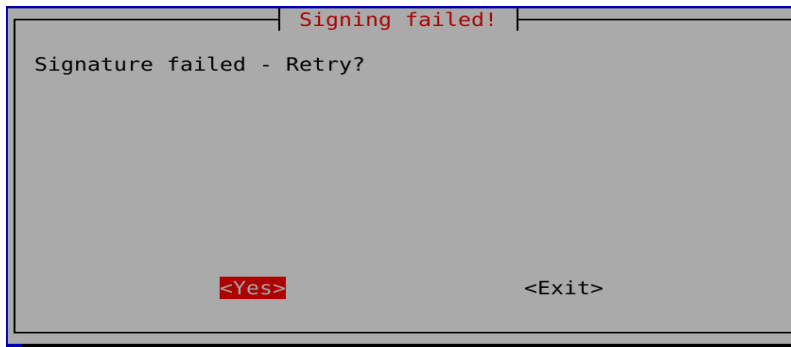 Signing failed!
Signature failed - Retry?
<Yes> <Exit>